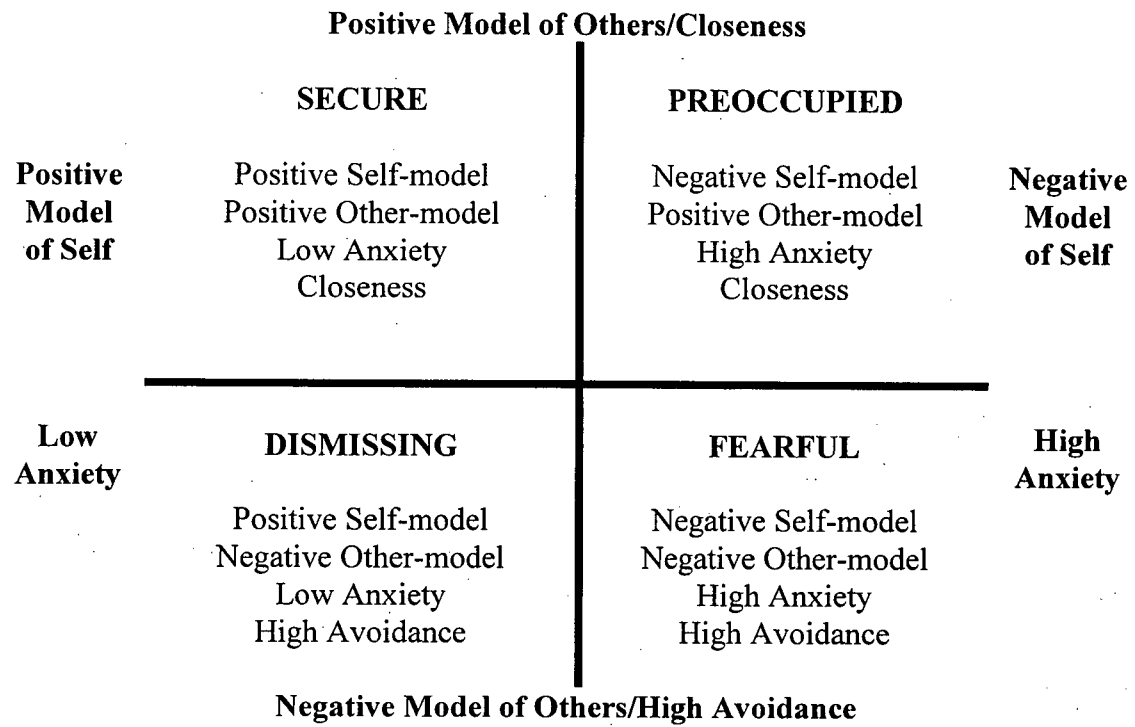 Positive Model of Others/Closeness
SECURE
Positive Self-model
Positive Other-model
Low Anxiety
Closeness
PREOCCUPIED
Negative Self-model
Positive Other-model
High Anxiety
Closeness
Positive
Model
of Self
Negative
Model
of Self
Low
Anxiety
DISMISSING
Positive Self-model
Negative Other-model
Low Anxiety
High Avoidance
FEARFUL
Negative Self-model
Negative Other-model
High Anxiety
High Avoidance
High
Anxiety
Negative Model of Others/High Avoidance